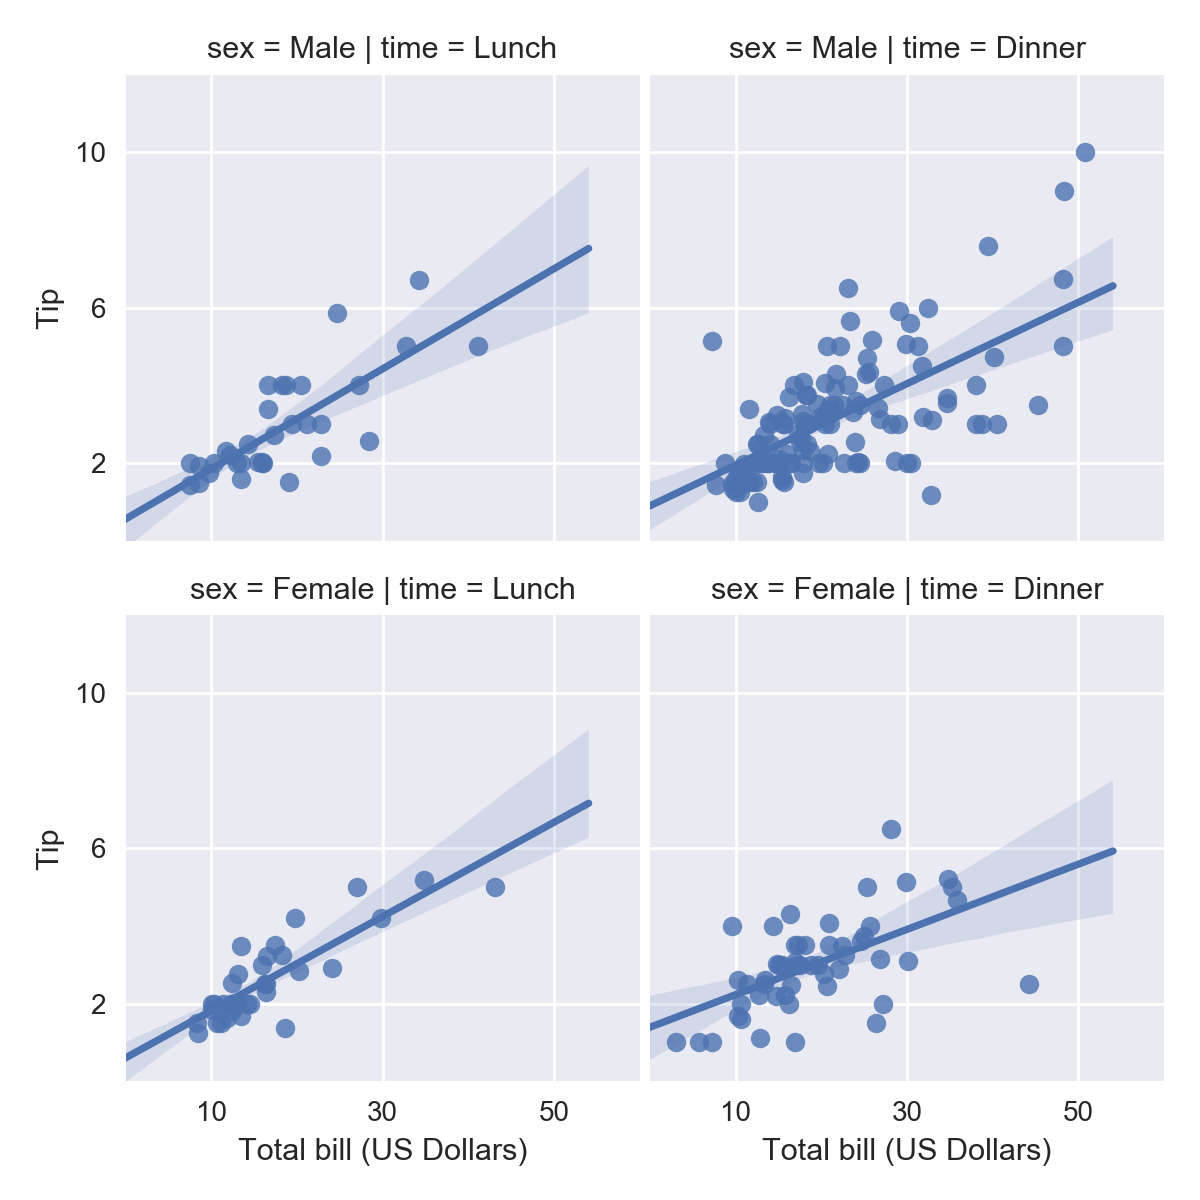 sex = Male | time = Lunch
sex = Male | time = Dinner
10
6
2
Tip
sex = Female | time = Lunch
sex = Female | time = Dinner
10
6
2
Tip
10 30 50
10 30 50
Total bill (US Dollars)
Total bill (US Dollars)